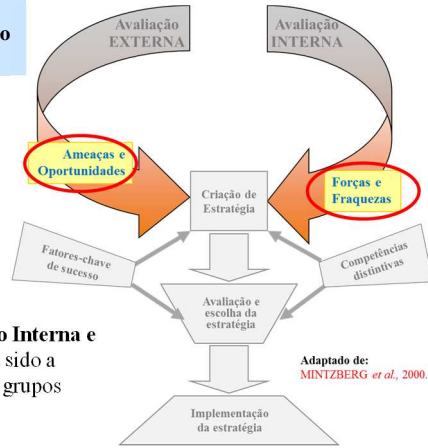 o
Avaliação
EXTERNA
Avaliação
INTERNA
Ameaças e
Oportunidades
Forças e
Fraquezas
Criação de
Estratégia
Fatores-chave
de sucesso
Competências
distintivas
Avaliação e
escolha da
estratégia
o Interna e
sido a
grupos
Adaptado de:
MINTZBERG et al., 2000.
Implementação
da estratégia